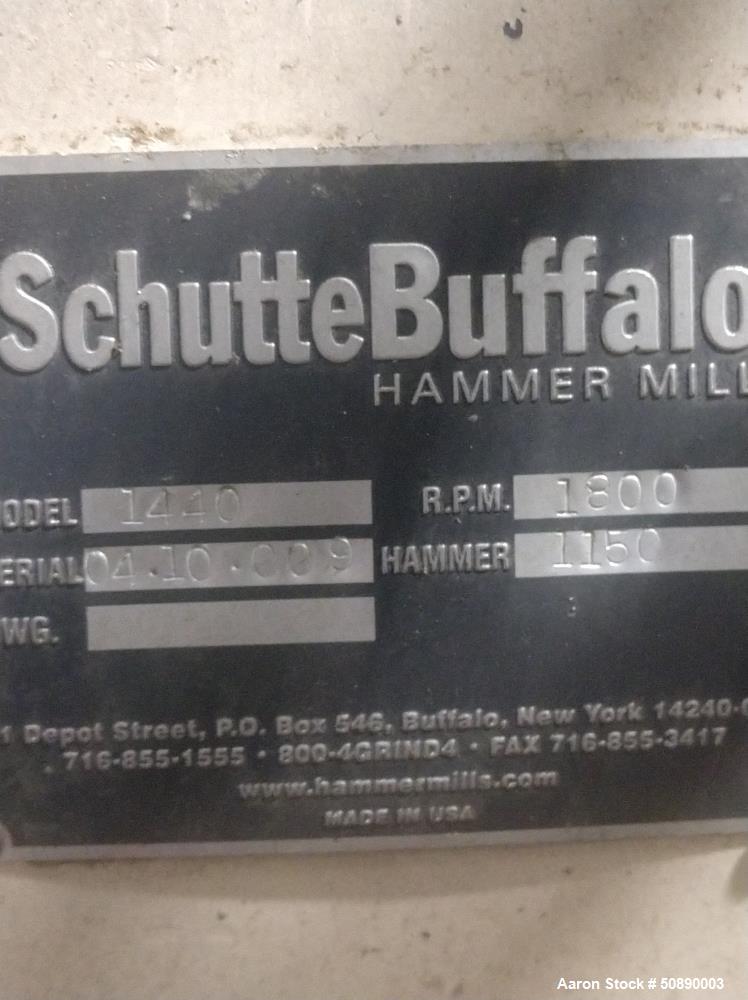 SchutteBuffalo
HAMMER MILL
ODEL 1440 R.P.M. 1800
ERIAL 04.10.009 HAMMER 1150
WG.
1 Depot Street, P.O. Box 546, Buffalo, New York 14240-
716-855-1555 • 800-4GRIND4 • FAX 716-855-3417
www.hammermills.com
MADE IN USA
Aaron Stock # 50890003